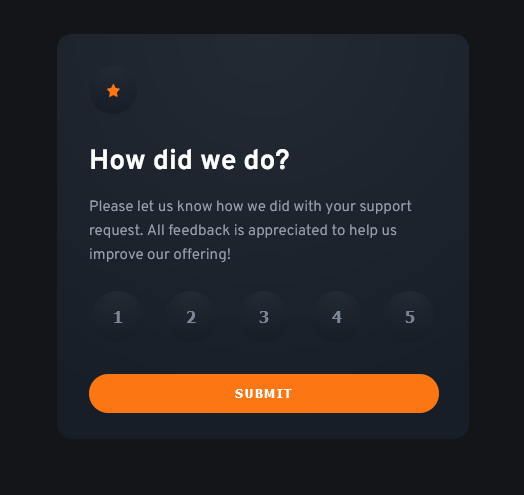 How did we do?
Please let us know how we did with your support
request. All feedback is appreciated to help us
improve our offering!
1 2 3 4 5
SUBMIT